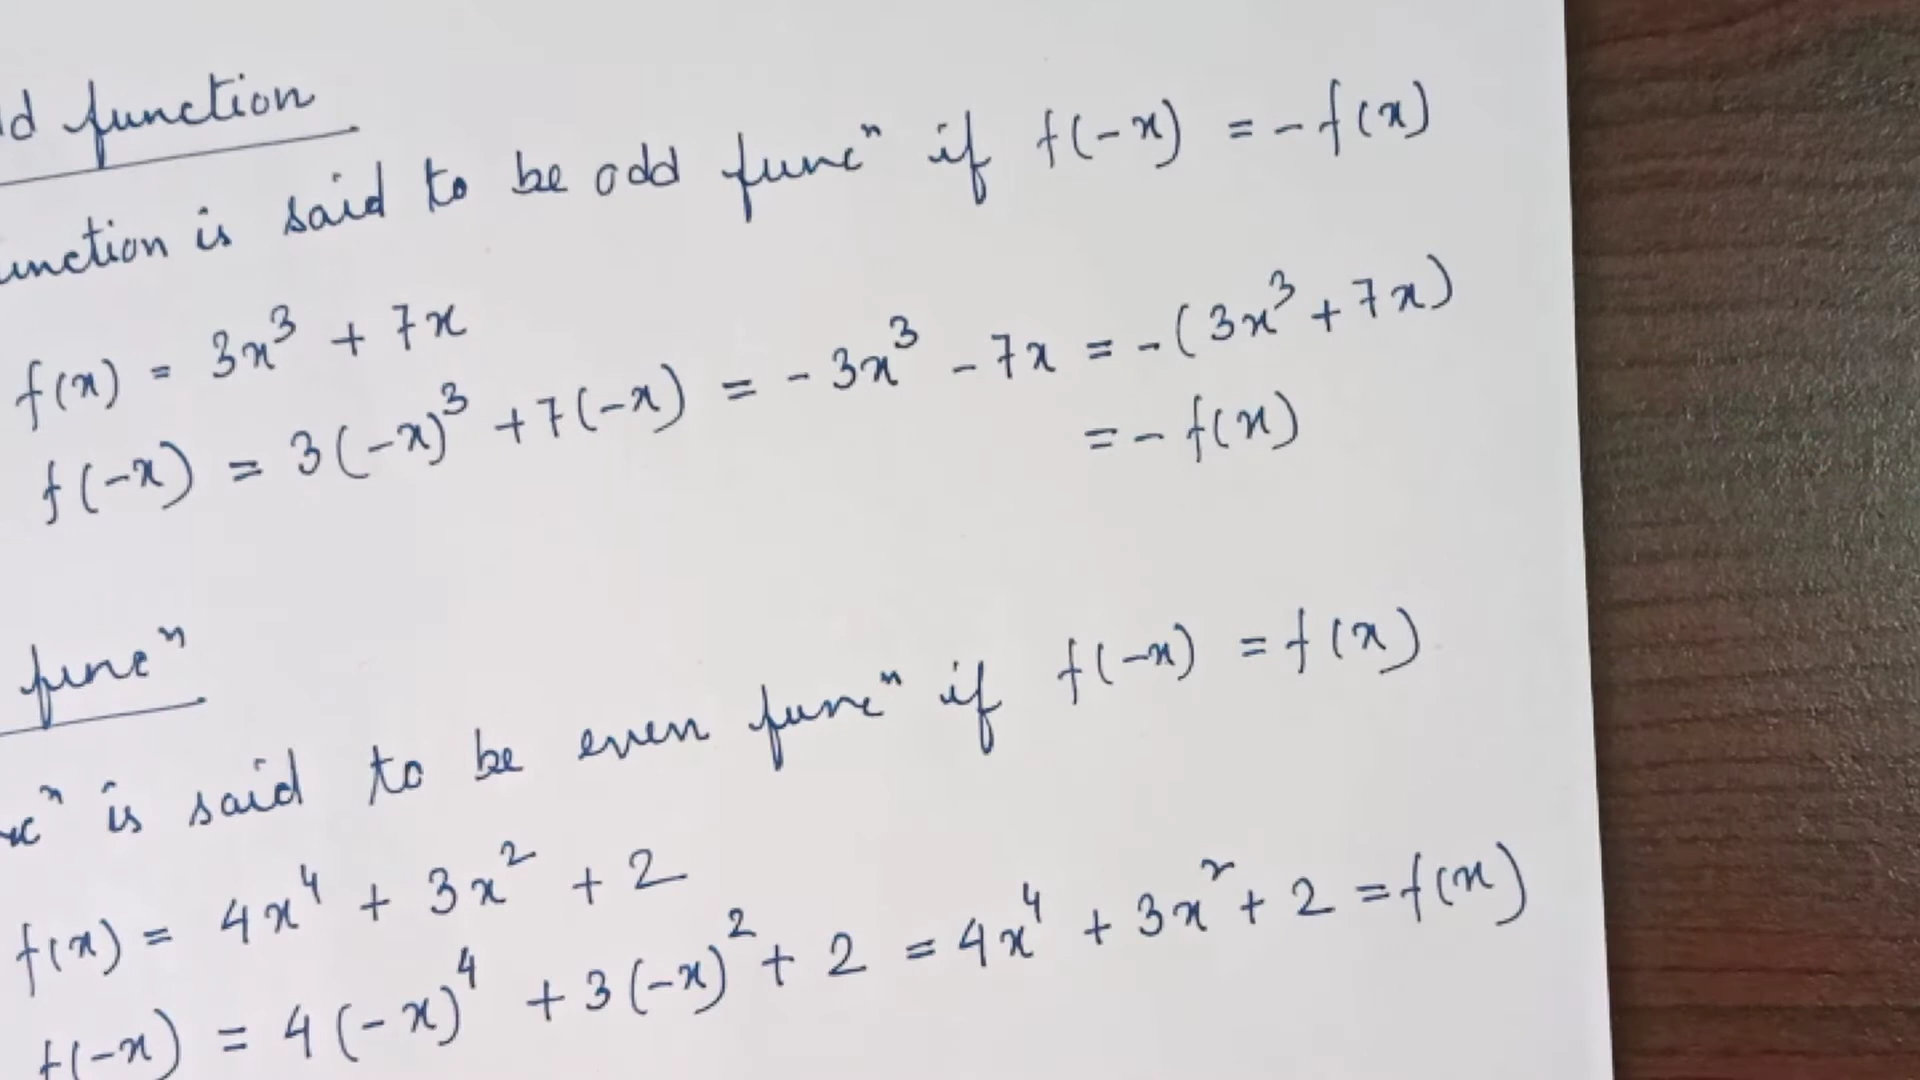 d function
unction is said to be odd funcⁿ if f(-x) = -f(x)
f(x) = 3x³ + 7x
f(-x) = 3(-x)³ + 7(-x) = -3x³ - 7x = -(3x³ + 7x)
= - f(x)
funcⁿ
ncⁿ is said to be even funcⁿ if f(-x) = f(x)
f(x) = 4x⁴ + 3x² + 2
f(-x) = 4(-x)⁴ + 3(-x)² + 2 = 4x⁴ + 3x² + 2 = f(x)